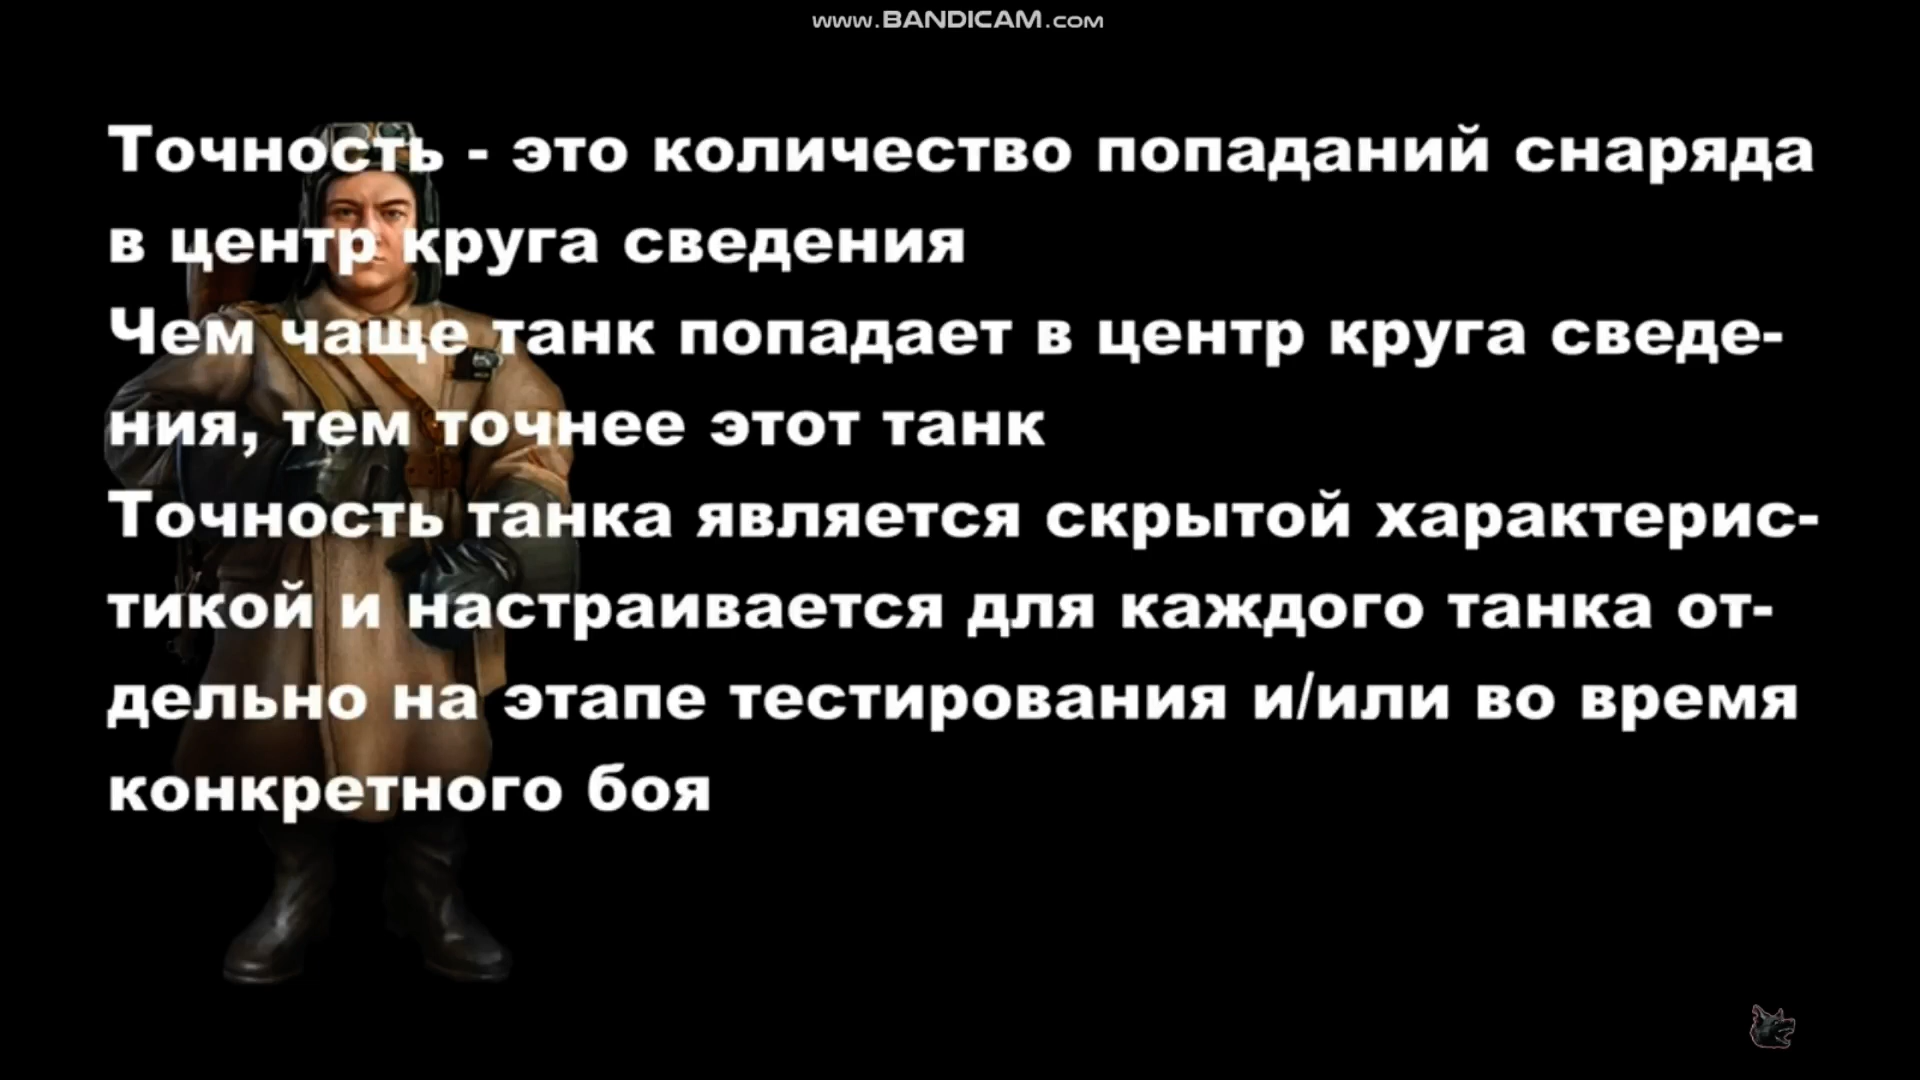 www.BANDICAM.com
Точность - это количество попаданий снаряда
в центр круга сведения
Чем чаще танк попадает в центр круга сведе-
ния, тем точнее этот танк
Точность танка является скрытой характерис-
тикой и настраивается для каждого танка от-
дельно на этапе тестирования и/или во время
конкретного боя